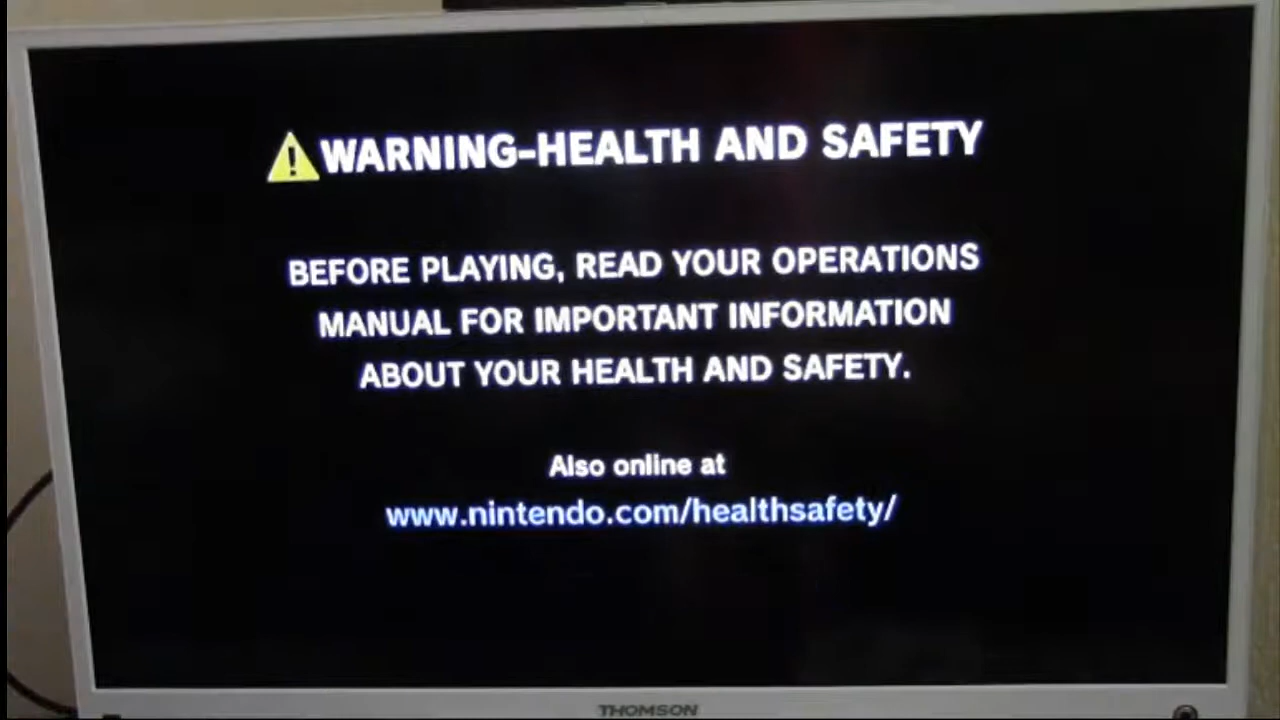 WARNING-HEALTH AND SAFETY
BEFORE PLAYING, READ YOUR OPERATIONS
MANUAL FOR IMPORTANT INFORMATION
ABOUT YOUR HEALTH AND SAFETY.
Also online at
www.nintendo.com/healthsafety/
THOMSON